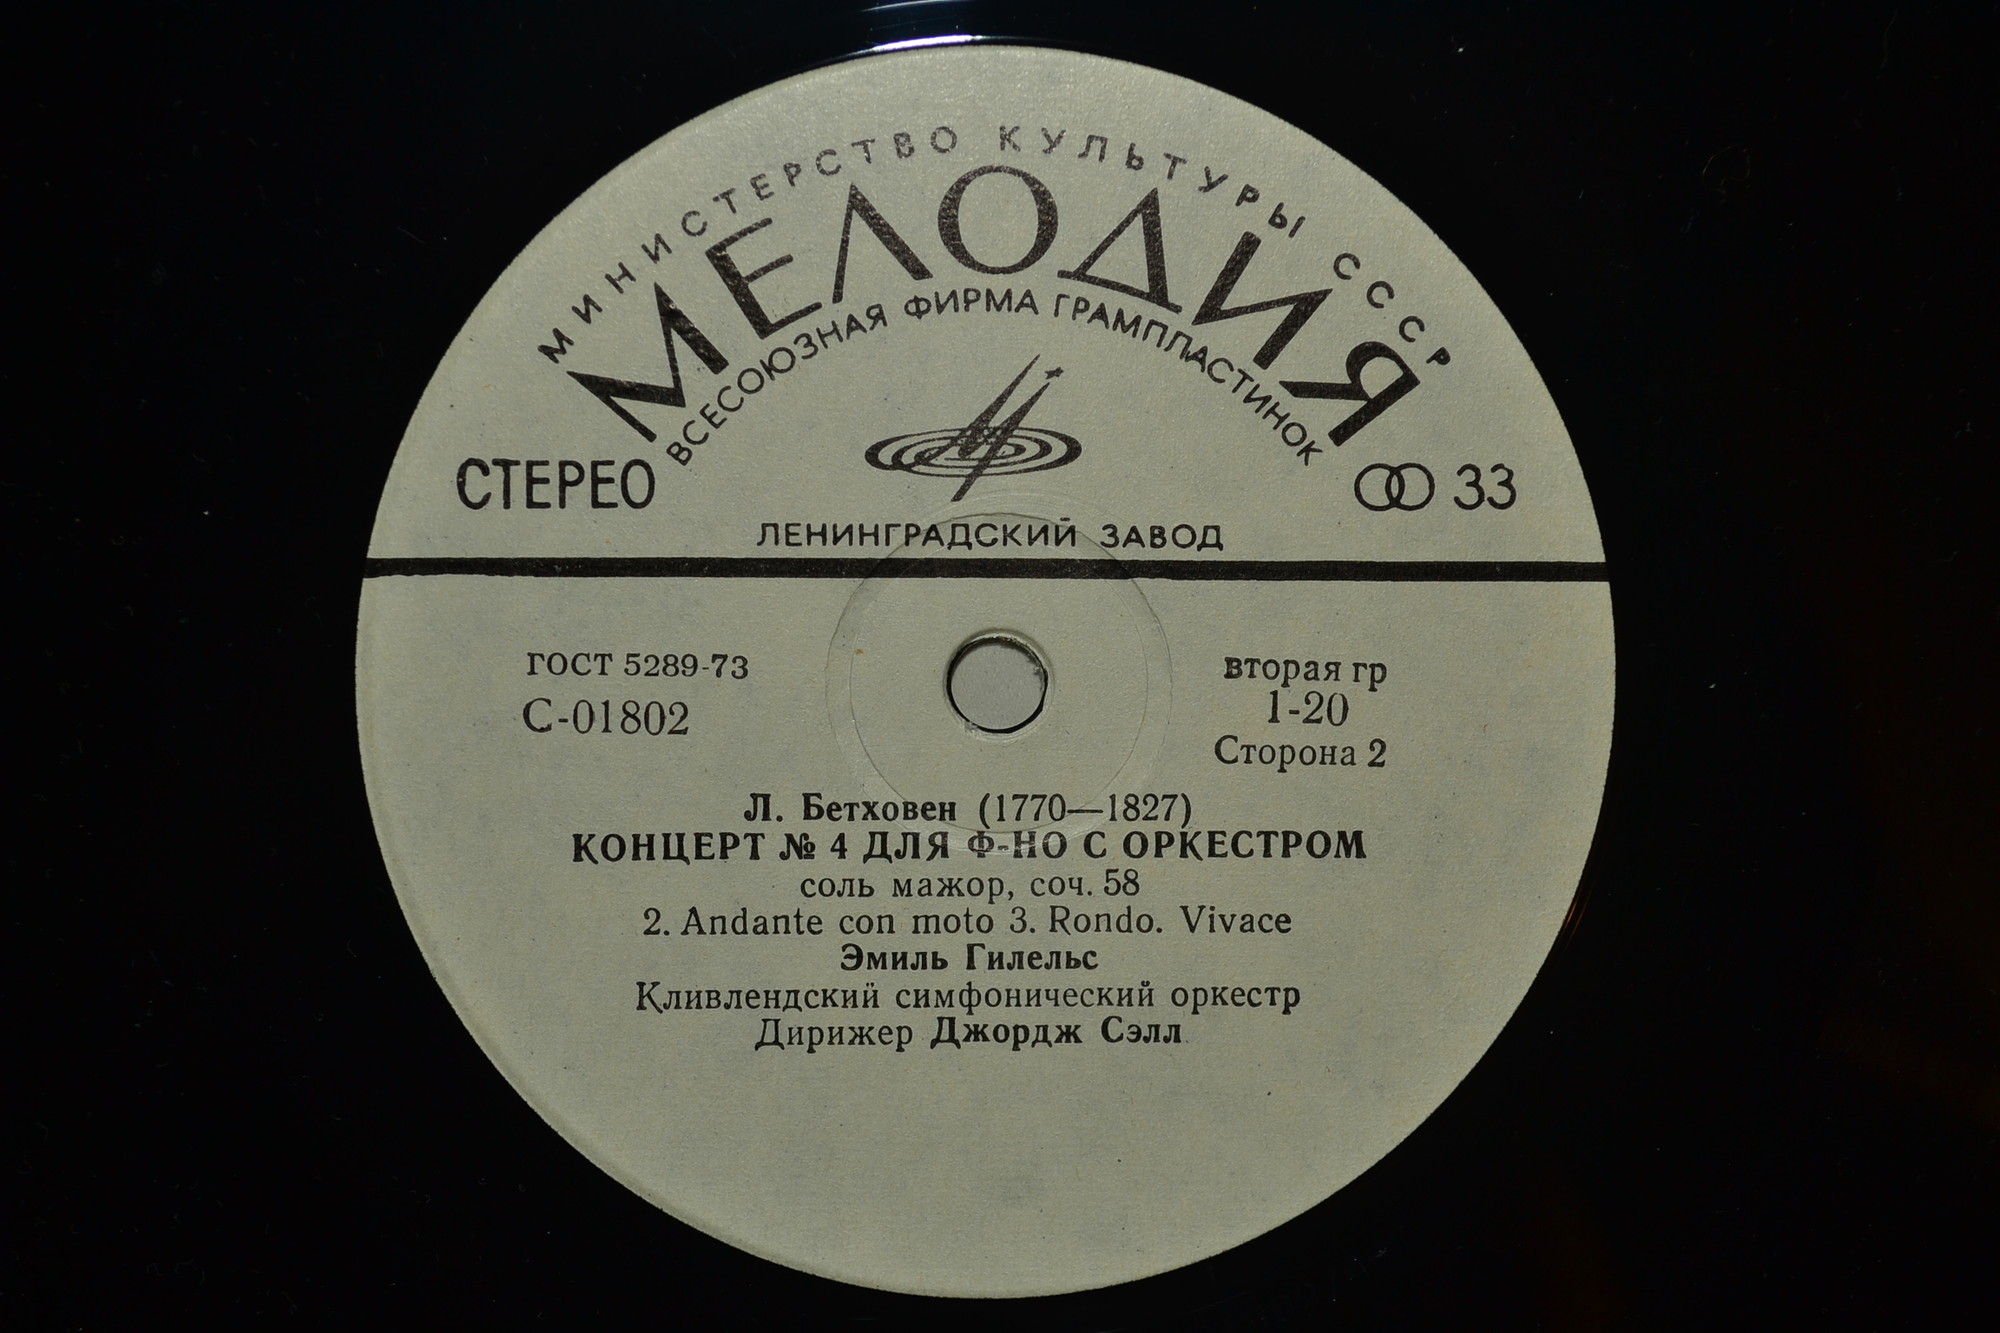 МИНИСТЕРСТВО КУЛЬТУРЫ СССР
МЕЛОДИЯ
ВСЕСОЮЗНАЯ ФИРМА ГРАМПЛАСТИНОК
СТЕРЕО
33
ЛЕНИНГРАДСКИЙ ЗАВОД
ГОСТ 5289-73
С-01802
вторая гр
1-20
Сторона 2
Л. Бетховен (1770—1827)
КОНЦЕРТ № 4 ДЛЯ Ф-НО С ОРКЕСТРОМ
соль мажор, соч. 58
2. Andante con moto 3. Rondo. Vivace
Эмиль Гилельс
Кливлендский симфонический оркестр
Дирижер Джордж Сэлл